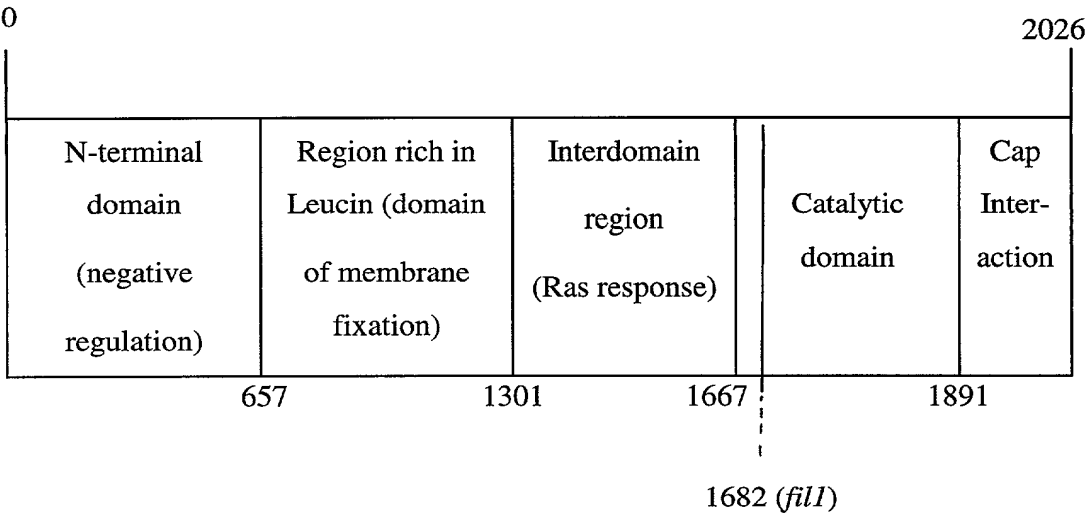 0
2026
N-terminal
domain
(negative
regulation)
Region rich in
Leucin (domain
of membrane
fixation)
Interdomain
region
(Ras response)
Catalytic
domain
Cap
Inter-
action
657
1301
1667
1891
1682 (fil1)